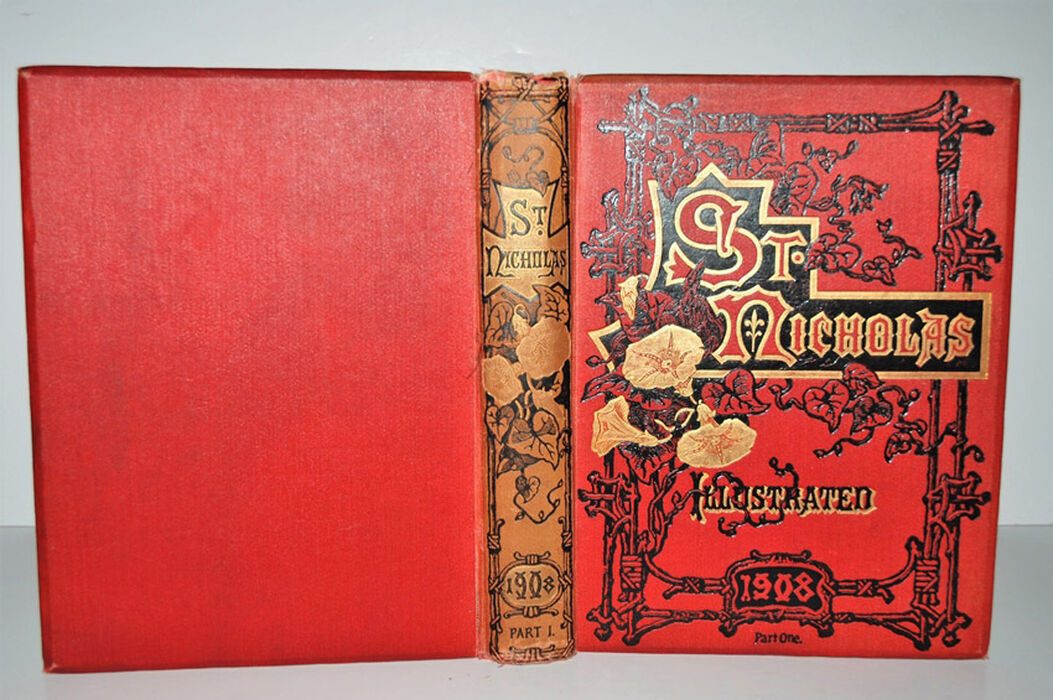 St.
Nicholas
1908
PART I.
St.
Nicholas
Illustrated
1908
Part One.